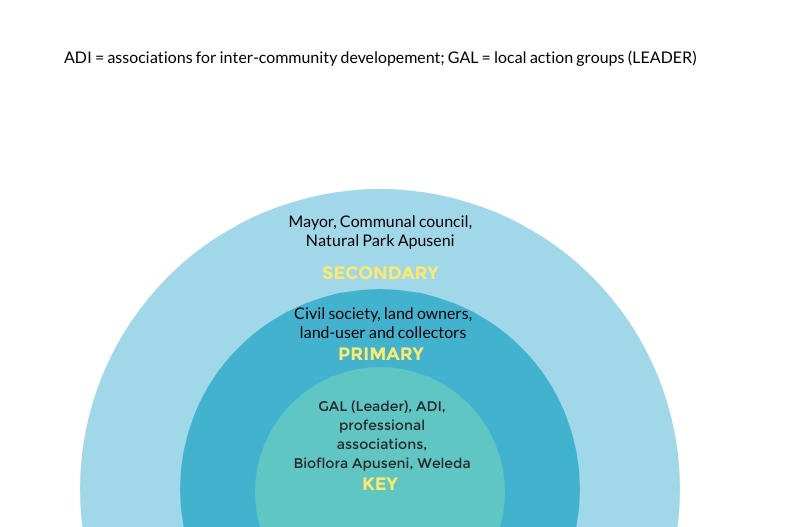 ADI = associations for inter-community developement; GAL = local action groups (LEADER)
Mayor, Communal council,
Natural Park Apuseni
SECONDARY
Civil society, land owners,
land-user and collectors
PRIMARY
GAL (Leader), ADI,
professional
associations,
Bioflora Apuseni, Weleda
KEY